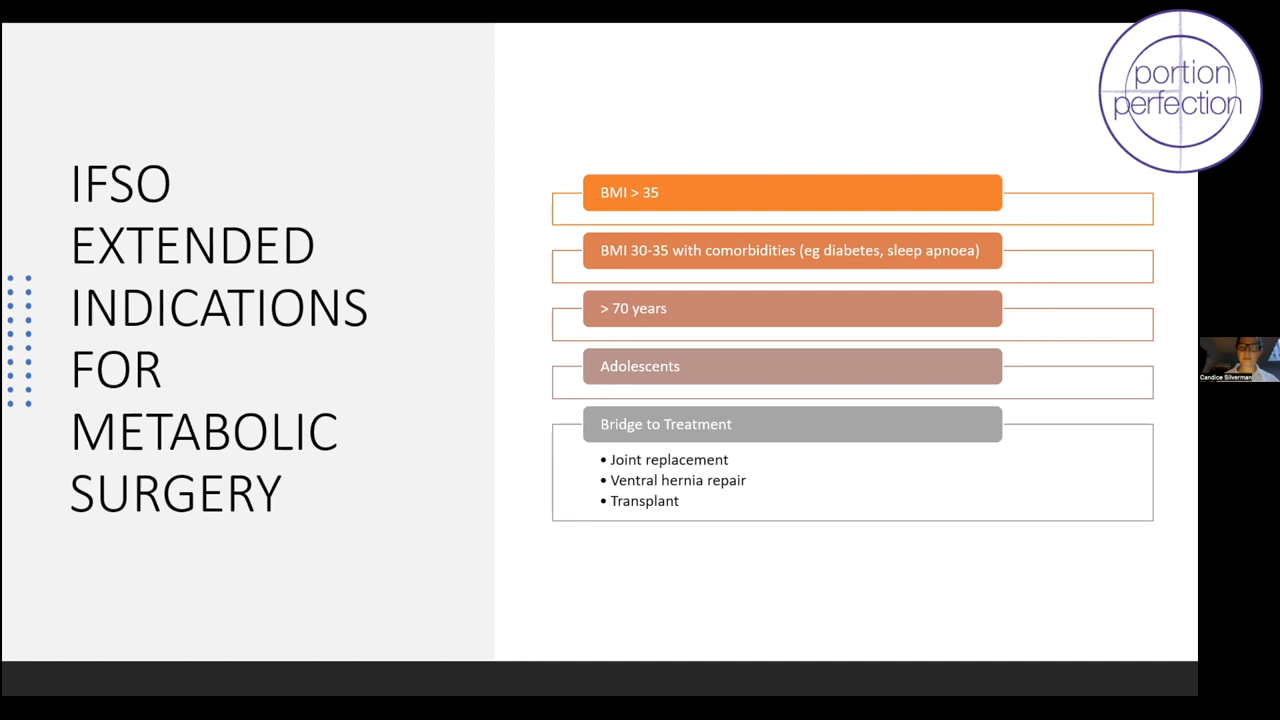 IFSO
EXTENDED
INDICATIONS
FOR
METABOLIC
SURGERY
portion
perfection
BMI > 35
BMI 30-35 with comorbidities (eg diabetes, sleep apnoea)
> 70 years
Adolescents
Bridge to Treatment
• Joint replacement
• Ventral hernia repair
• Transplant
Candice Silverman